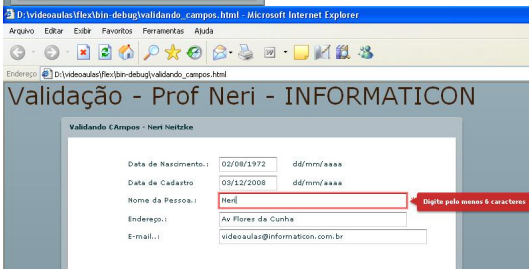 D:\videoaulas\flex\bin-debug\validando_campos.html - Microsoft Internet Explorer
Arquivo Editar Exibir Favoritos Ferramentas Ajuda
Endereço D:\videoaulas\flex\bin-debug\validando_campos.html
Validação - Prof Neri - INFORMATICON
Validando CAmpos - Neri Neitzke
Data de Nascimento.: 02/08/1972 dd/mm/aaaa
Data de Cadastro 03/12/2008 dd/mm/aaaa
Nome da Pessoa.: Neri Digite pelo menos 6 caracteres
Endereço.: Av Flores da Cunha
E-mail..: videoaulas@informaticon.com.br